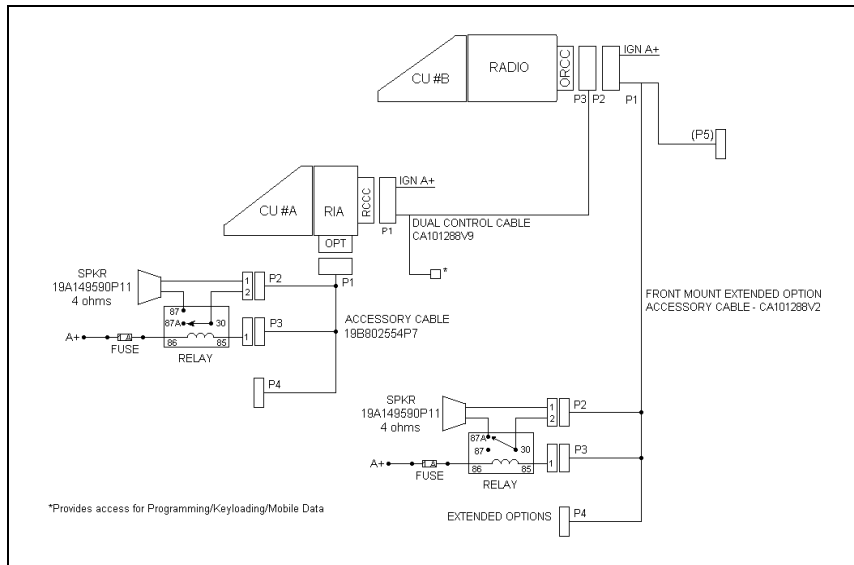 CU #B
RADIO
ORCC
IGN A+
P3 P2
P1
(P5)
CU #A
RIA
RCCC
IGN A+
P1
OPT
DUAL CONTROL CABLE
CA101288V9
*
P1
SPKR
19A149590P11
4 ohms
1
2
P2
87
87A
30
ACCESSORY CABLE
19B802554P7
A+
FUSE
86
85
1
P3
RELAY
P4
FRONT MOUNT EXTENDED OPTION
ACCESSORY CABLE - CA101288V2
SPKR
19A149590P11
4 ohms
1
2
P2
87A
87
30
A+
FUSE
86
85
1
P3
RELAY
*Provides access for Programming/Keyloading/Mobile Data
EXTENDED OPTIONS
P4